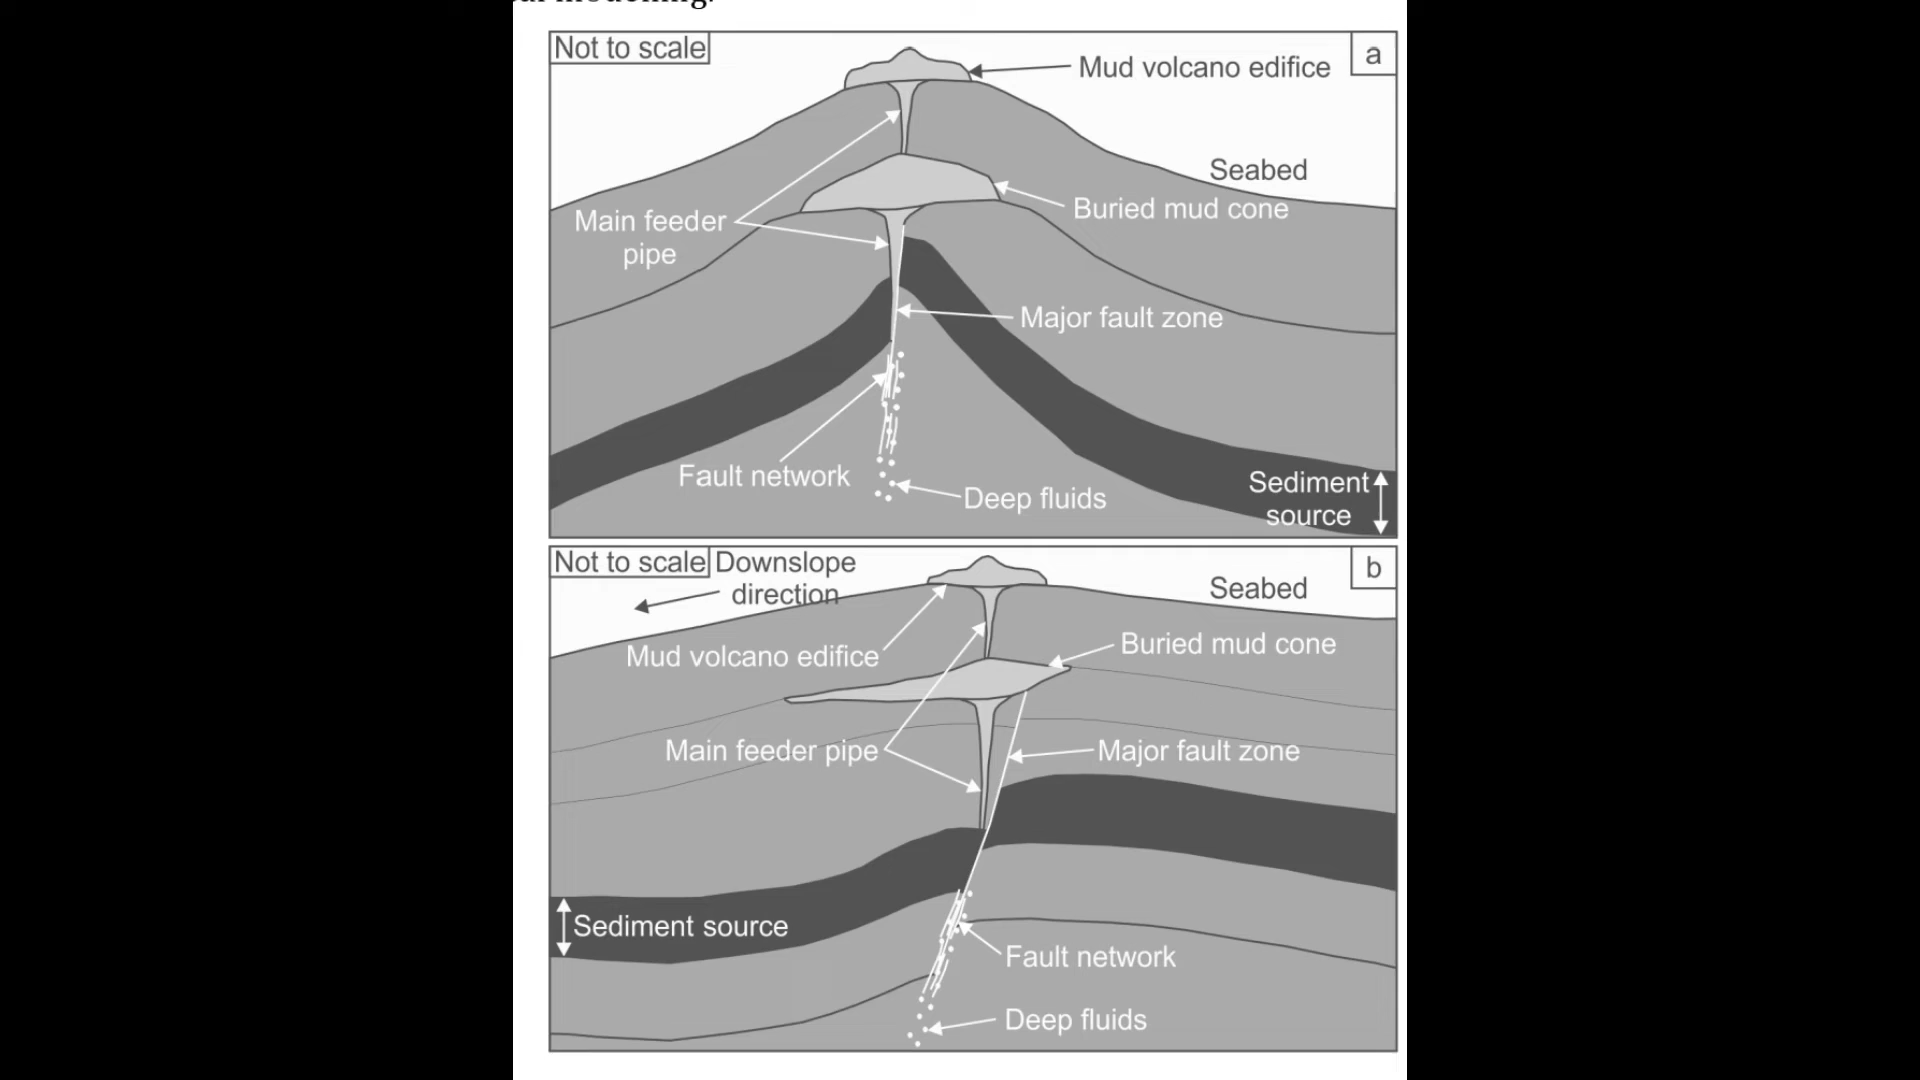 modelling.
Not to scale
a
Mud volcano edifice
Seabed
Buried mud cone
Main feeder
pipe
Major fault zone
Fault network
Deep fluids
Sediment
source
Not to scale
Downslope
direction
b
Seabed
Mud volcano edifice
Buried mud cone
Main feeder pipe
Major fault zone
Sediment source
Fault network
Deep fluids